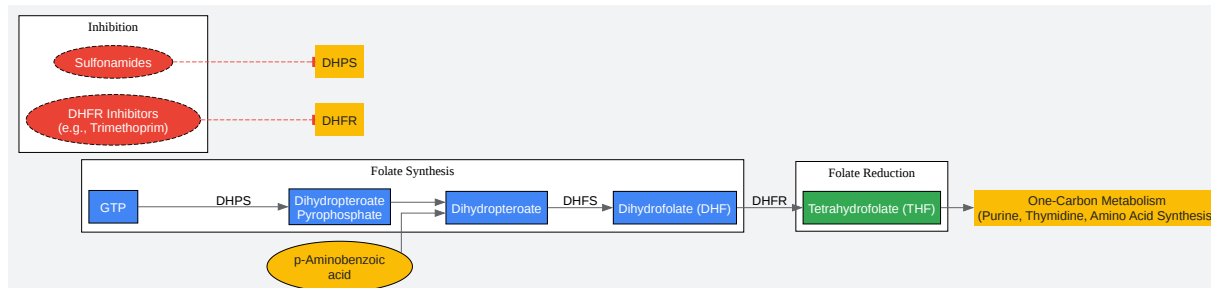 Inhibition
Sulfonamides
DHPS
DHFR Inhibitors
(e.g., Trimethoprim)
DHFR
Folate Synthesis
Folate Reduction
GTP
DHPS
Dihydropteroate
Pyrophosphate
Dihydropteroate
DHFS
Dihydrofolate (DHF)
DHFR
Tetrahydrofolate (THF)
One-Carbon Metabolism
(Purine, Thymidine, Amino Acid Synthesis
p-Aminobenzoic
acid